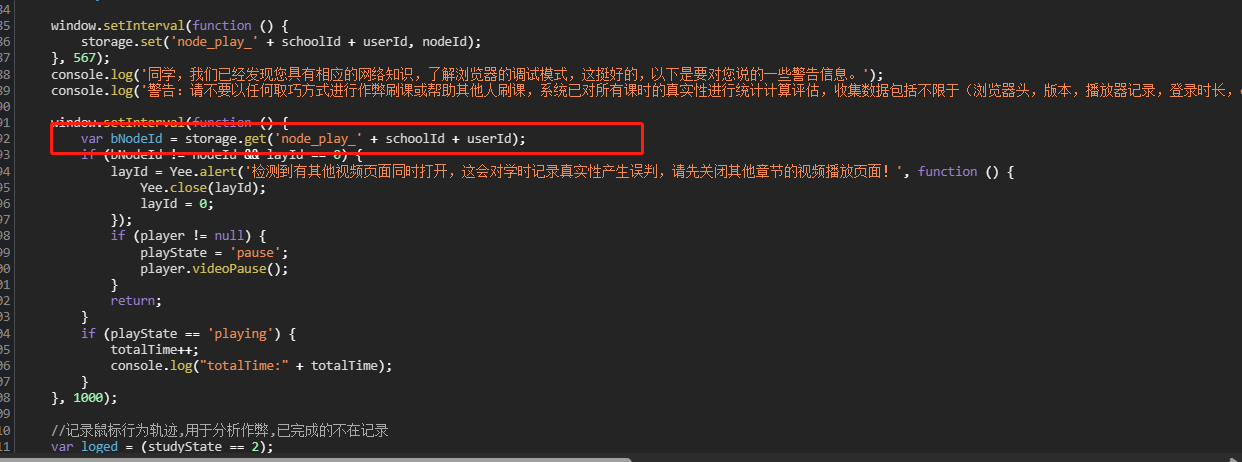 84
85 window.setInterval(function () {
86 storage.set('node_play_' + schoolId + userId, nodeId);
87 }, 567);
88 console.log('同学，我们已经发现您具有相应的网络知识，了解浏览器的调试模式，这挺好的，以下是要对您说的一些警告信息。');
89 console.log('警告：请不要以任何取巧方式进行作弊刷课或帮助其他人刷课，系统已对所有课时的真实性进行统计计算评估，收集数据包括不限于（浏览器头，版本，播放器记录，登录时长，
90
91 window.setInterval(function () {
92 var bNodeId = storage.get('node_play_' + schoolId + userId);
93 if (bNodeId != nodeId && layId == 0) {
94 layId = Yee.alert('检测到有其他视频页面同时打开，这会对学时记录真实性产生误判，请先关闭其他章节的视频播放页面！', function () {
95 Yee.close(layId);
96 layId = 0;
97 });
98 if (player != null) {
99 playState = 'pause';
00 player.videoPause();
01 }
02 return;
03 }
04 if (playState == 'playing') {
05 totalTime++;
06 console.log("totalTime:" + totalTime);
07 }
08 }, 1000);
09
10 //记录鼠标行为轨迹,用于分析作弊,已完成的不在记录
11 var loged = (studyState == 2);